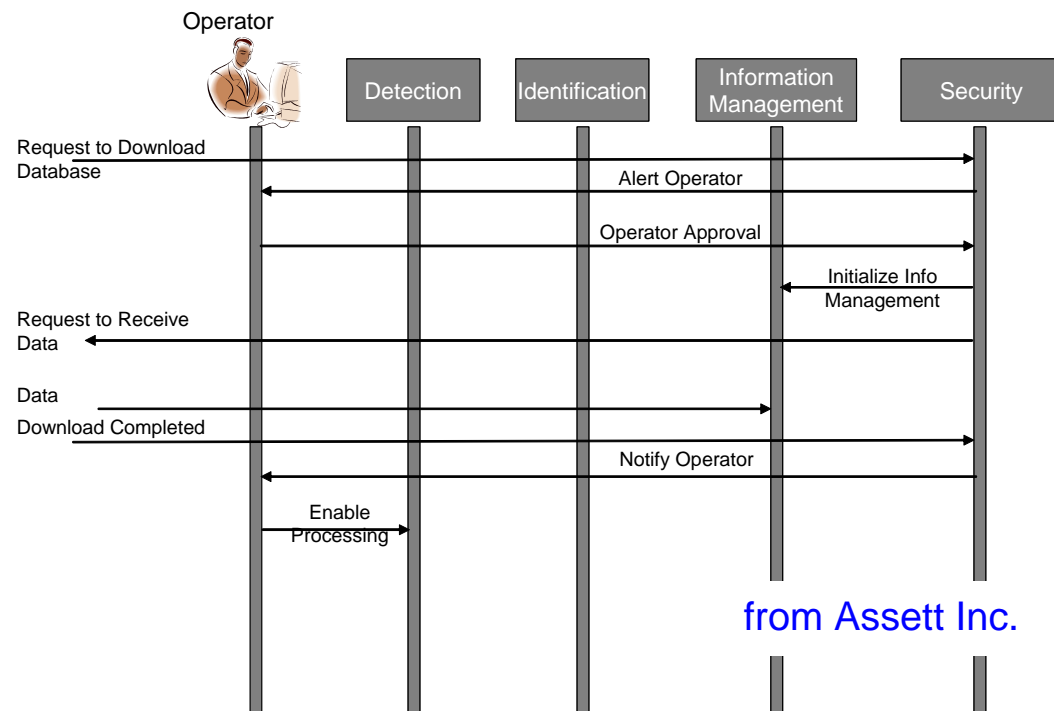 Operator
Detection
Identification
Information
Management
Security
Request to Download
Database
Alert Operator
Operator Approval
Initialize Info
Management
Request to Receive
Data
Data
Download Completed
Notify Operator
Enable
Processing
from Assett Inc.